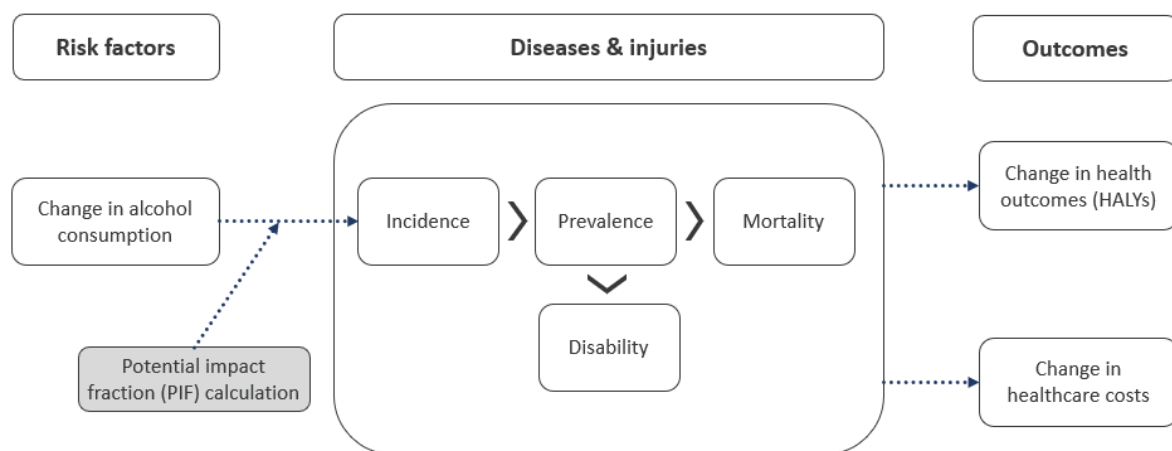 Risk factors
Diseases & injuries
Outcomes
Change in alcohol
consumption
Incidence
Prevalence
Mortality
Disability
Potential impact
fraction (PIF) calculation
Change in health
outcomes (HALYs)
Change in
healthcare costs